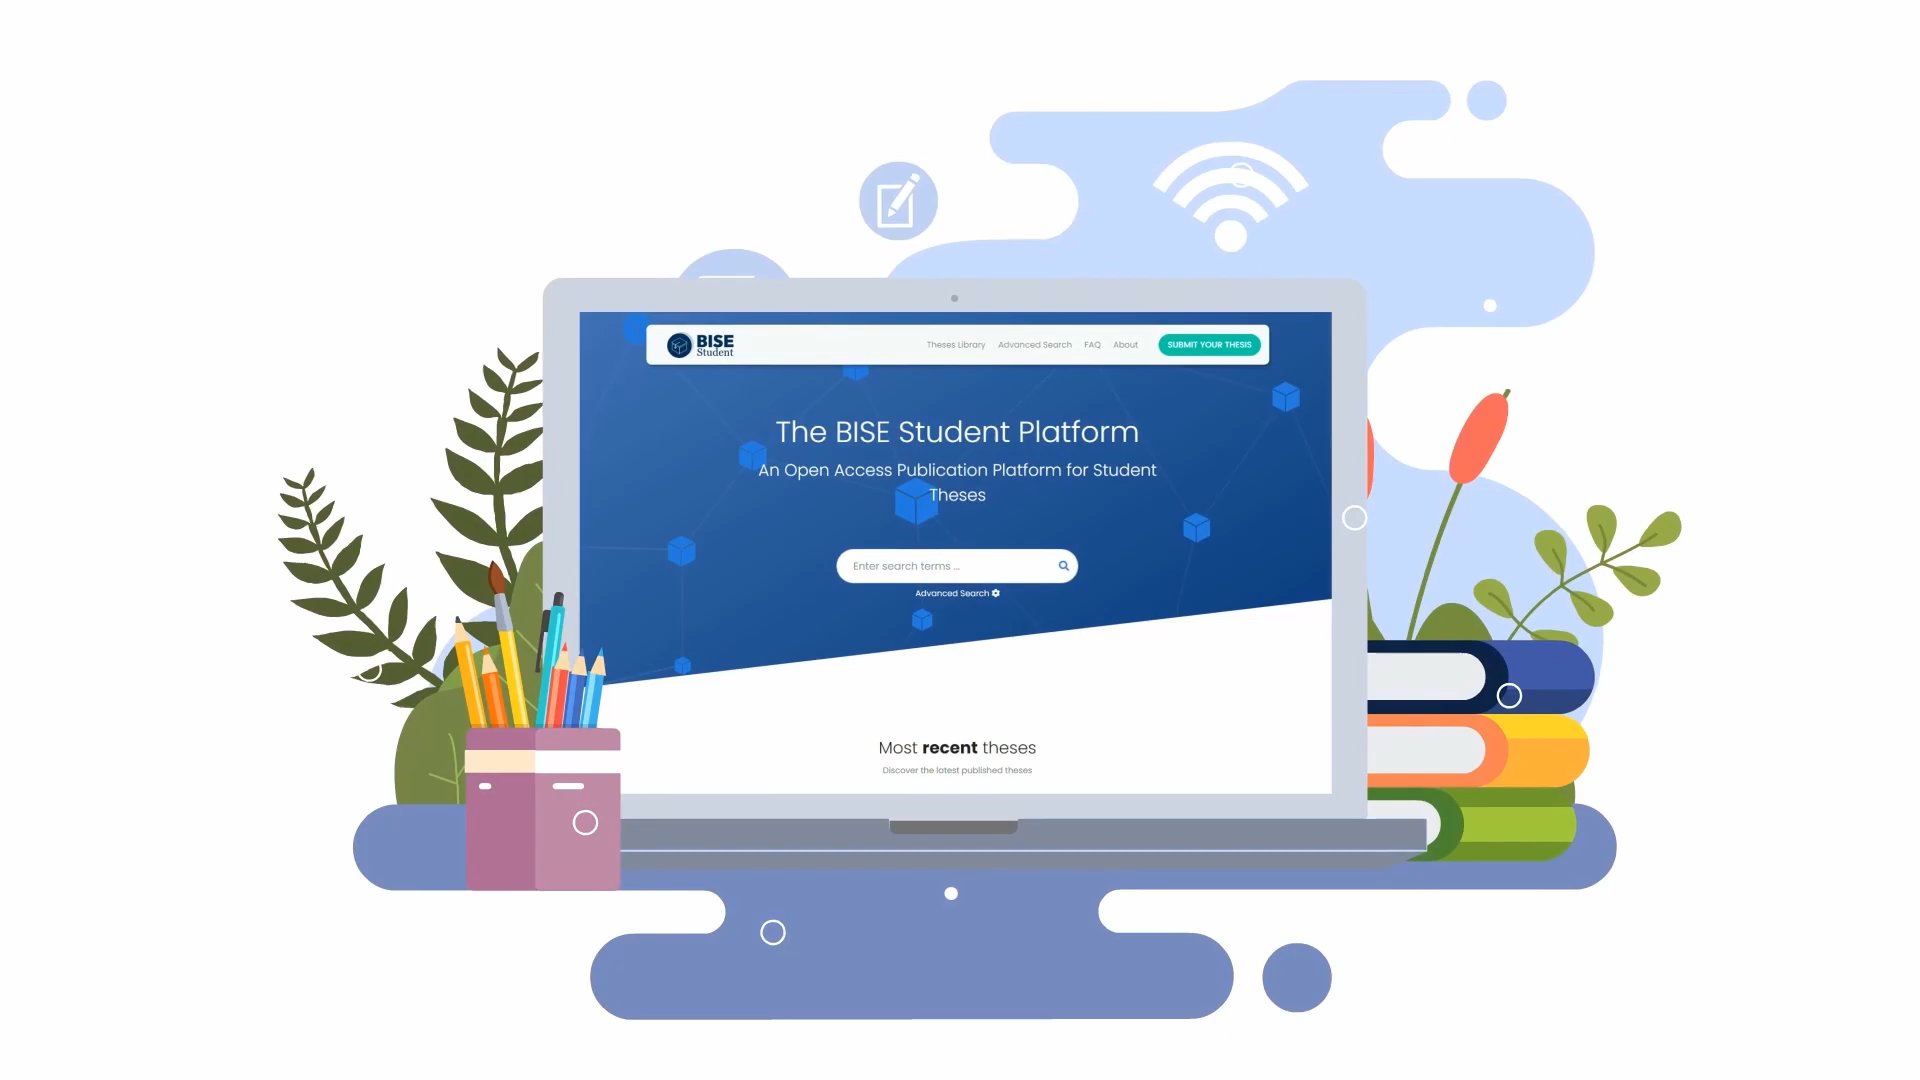 BISE
Student
Theses Library Advanced Search FAQ About SUBMIT YOUR THESIS
The BISE Student Platform
An Open Access Publication Platform for Student
Theses
Enter search terms ...
Advanced Search
Most recent theses
Discover the latest published theses